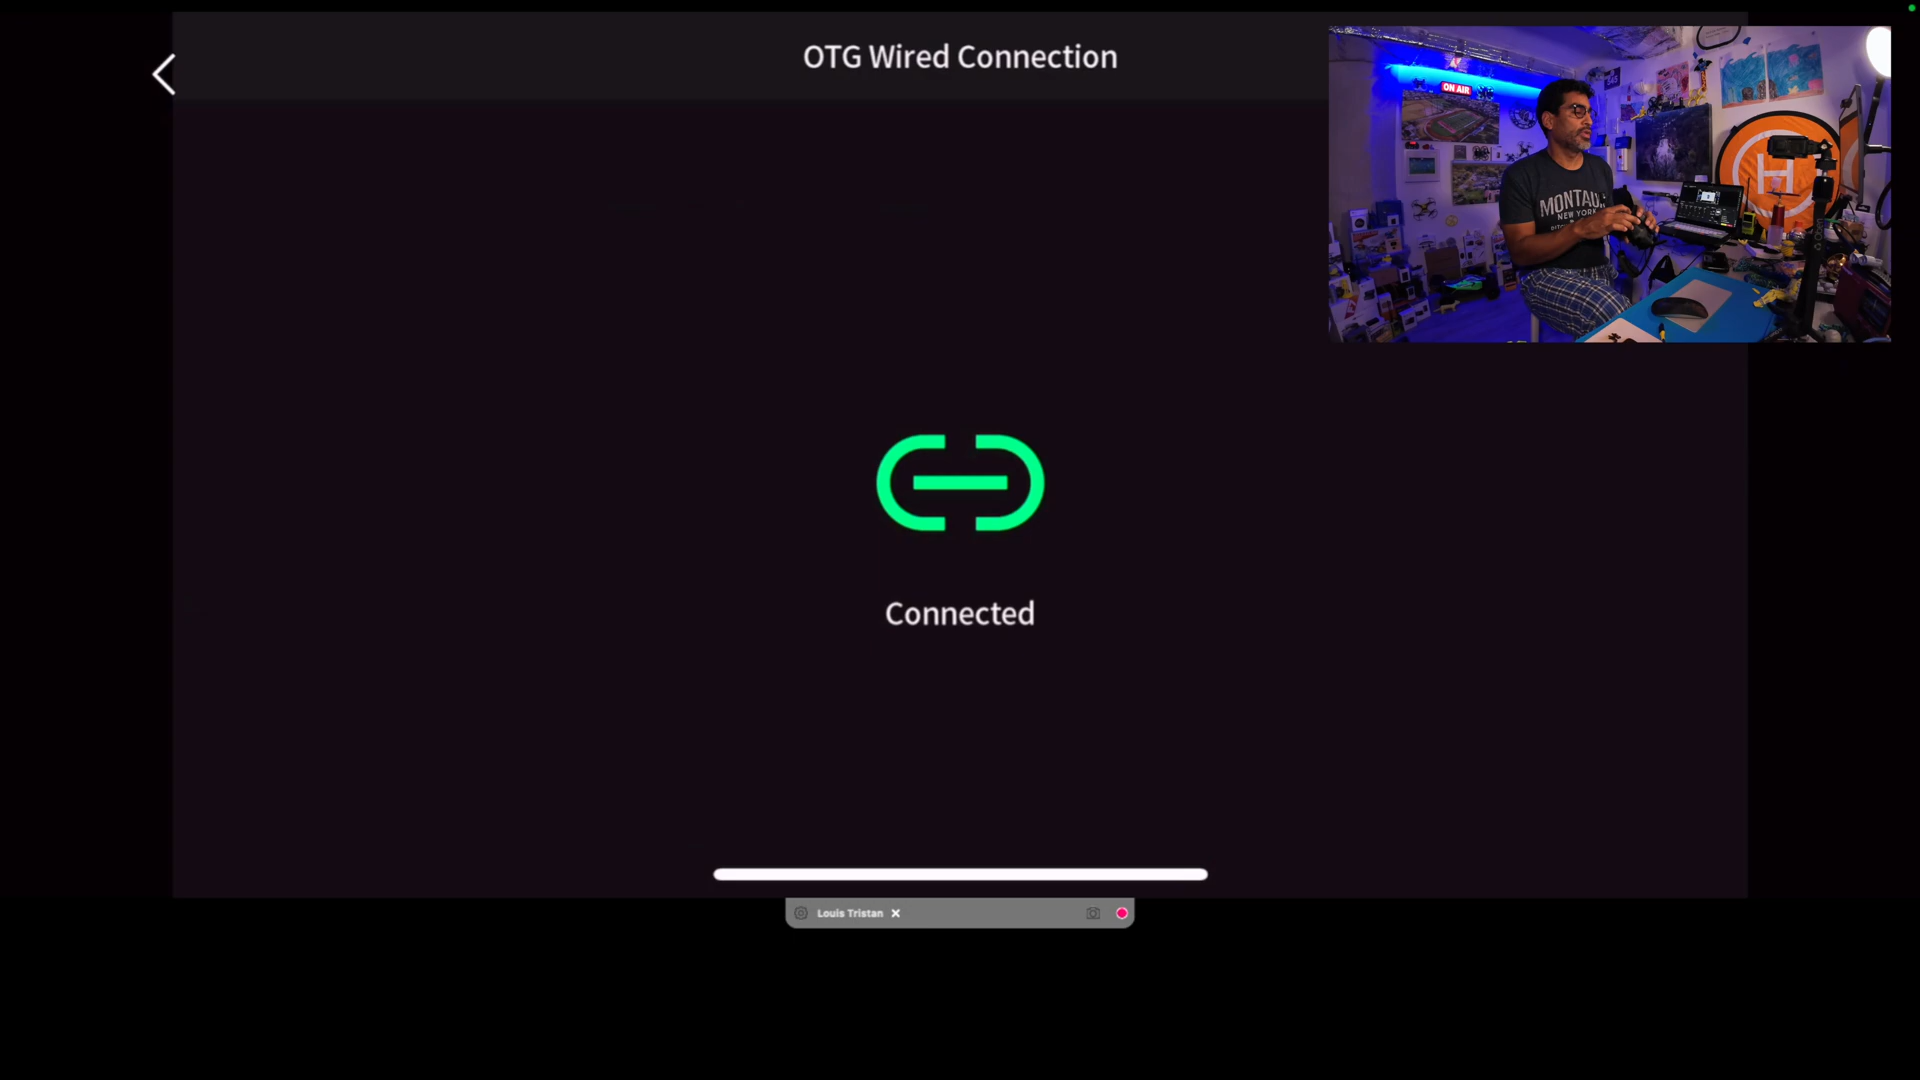 OTG Wired Connection
ON AIR
MONTAUK
NEW YORK
H
Connected
Louis Tristan